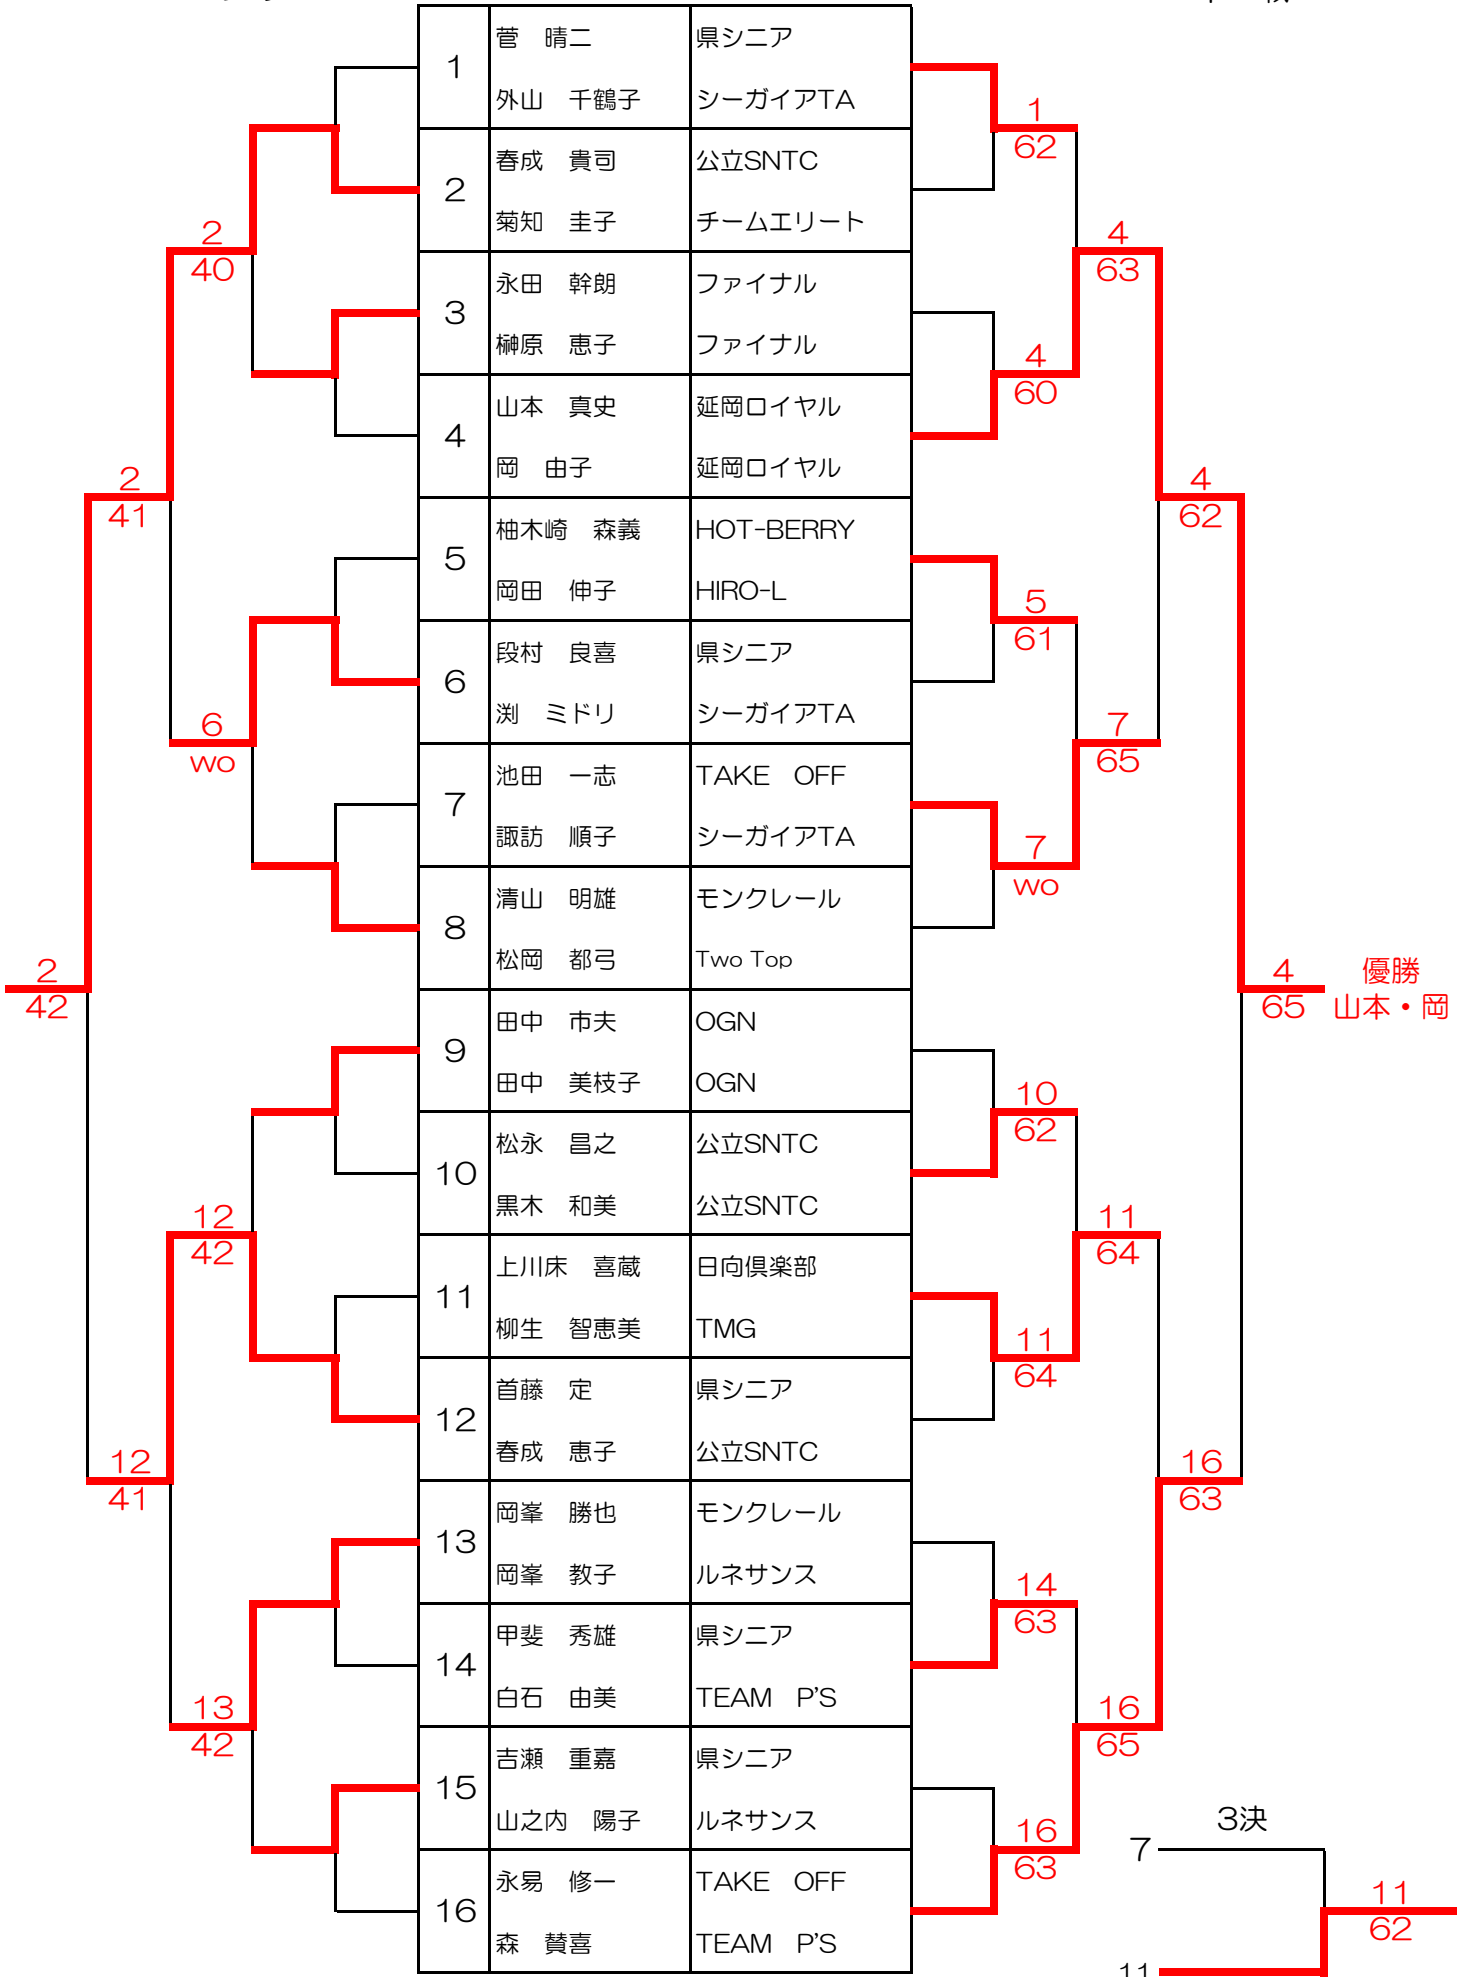 1 菅　晴二 県シニア
外山　千鶴子 シーガイアTA
1
62
2 春成　貴司 公立SNTC
菊知　圭子 チームエリート
2
40
4
63
3 永田　幹朗 ファイナル
榊原　恵子 ファイナル
4
60
4 山本　真史 延岡ロイヤル
岡　由子 延岡ロイヤル
2
41
4
62
5 柚木崎　森義 HOT-BERRY
岡田　伸子 HIRO-L
5
61
6 段村　良喜 県シニア
渕　ミドリ シーガイアTA
6
wo
7
65
7 池田　一志 TAKE　OFF
諏訪　順子 シーガイアTA
7
wo
8 清山　明雄 モンクレール
松岡　都弓 Two Top
2
42
4
65
優勝
山本・岡
9 田中　市夫 OGN
田中　美枝子 OGN
10
62
10 松永　昌之 公立SNTC
黒木　和美 公立SNTC
12
42
11
64
11 上川床　喜蔵 日向倶楽部
柳生　智恵美 TMG
11
64
12 首藤　定 県シニア
春成　恵子 公立SNTC
12
41
16
63
13 岡峯　勝也 モンクレール
岡峯　教子 ルネサンス
14
63
14 甲斐　秀雄 県シニア
白石　由美 TEAM　P'S
13
42
16
65
15 吉瀬　重嘉 県シニア
山之内　陽子 ルネサンス
16
63
16 永易　修一 TAKE　OFF
森　賛喜 TEAM　P'S
3決
7
11
62
11